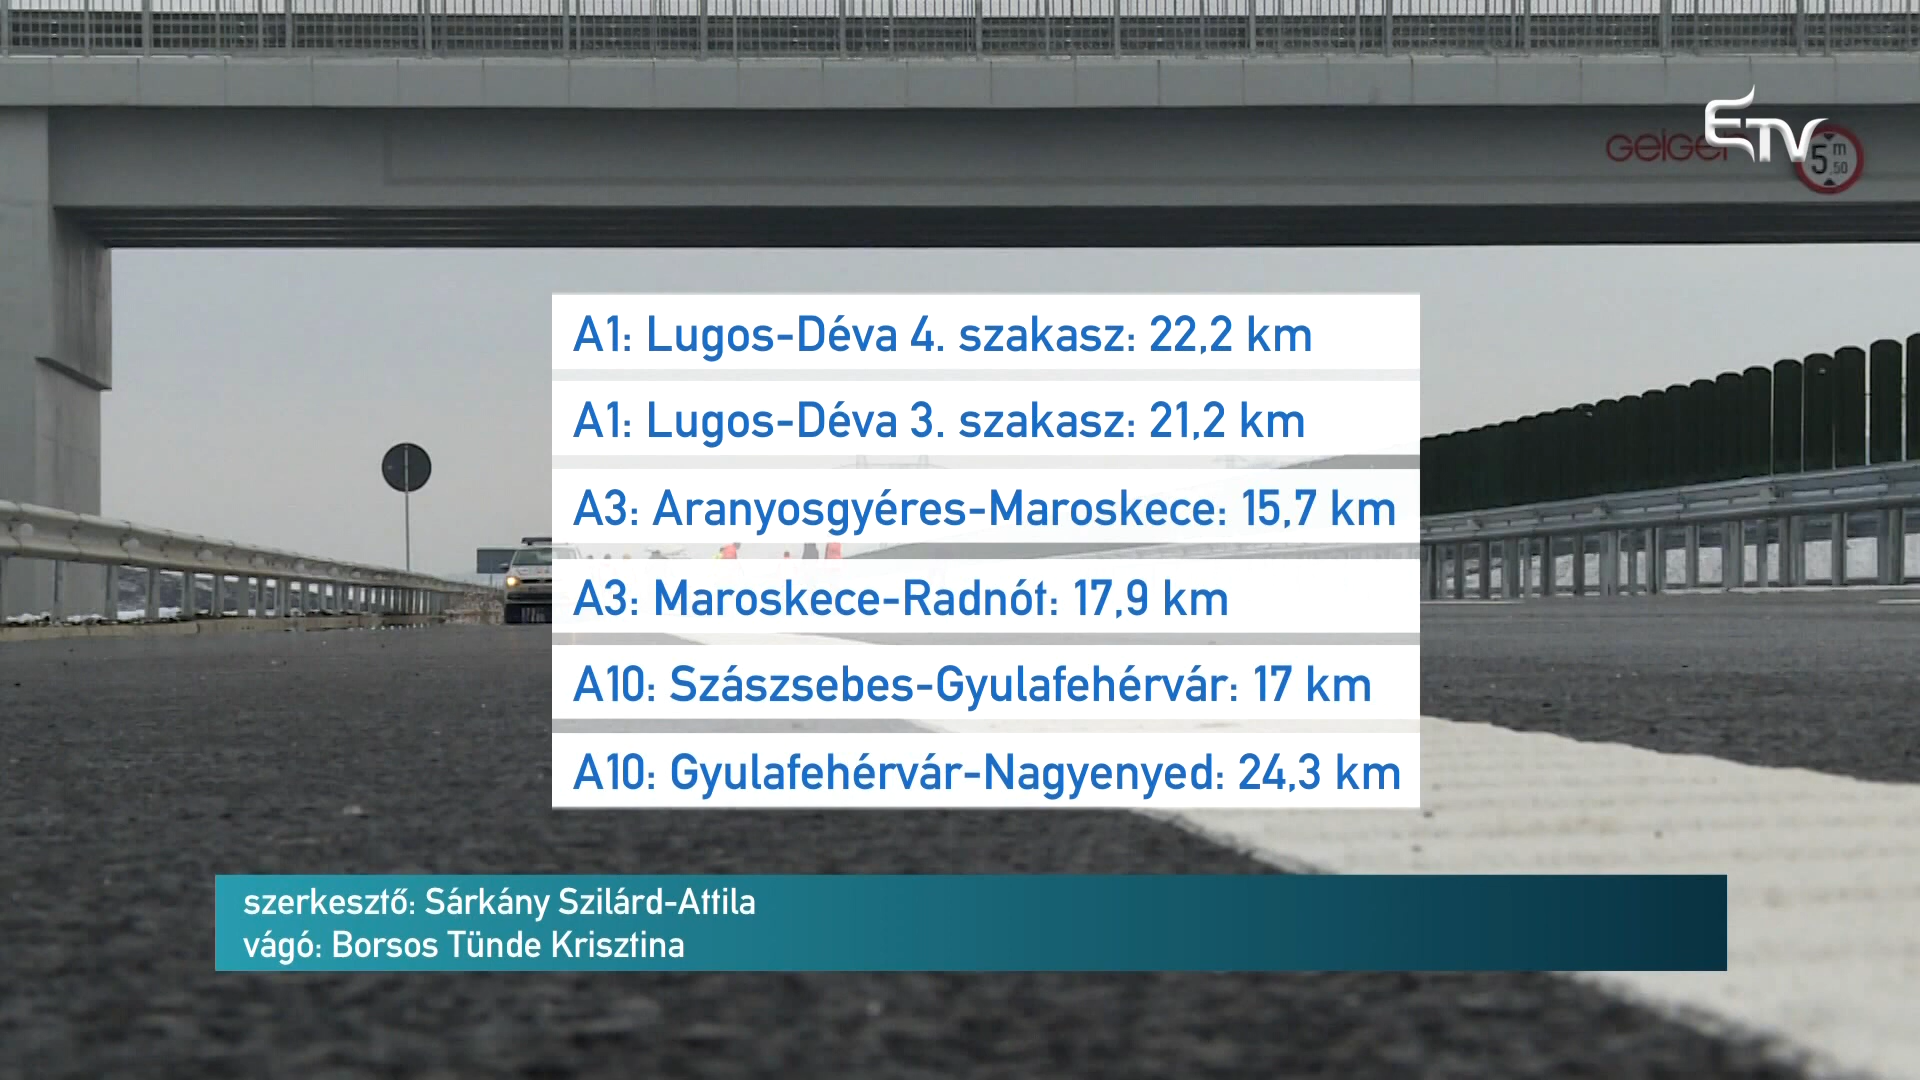 GEIGER
ETV
5 m
,50
A1: Lugos-Déva 4. szakasz: 22,2 km
A1: Lugos-Déva 3. szakasz: 21,2 km
A3: Aranyosgyéres-Maroskece: 15,7 km
A3: Maroskece-Radnót: 17,9 km
A10: Szászsebes-Gyulafehérvár: 17 km
A10: Gyulafehérvár-Nagyenyed: 24,3 km
szerkesztő: Sárkány Szilárd-Attila
vágó: Borsos Tünde Krisztina